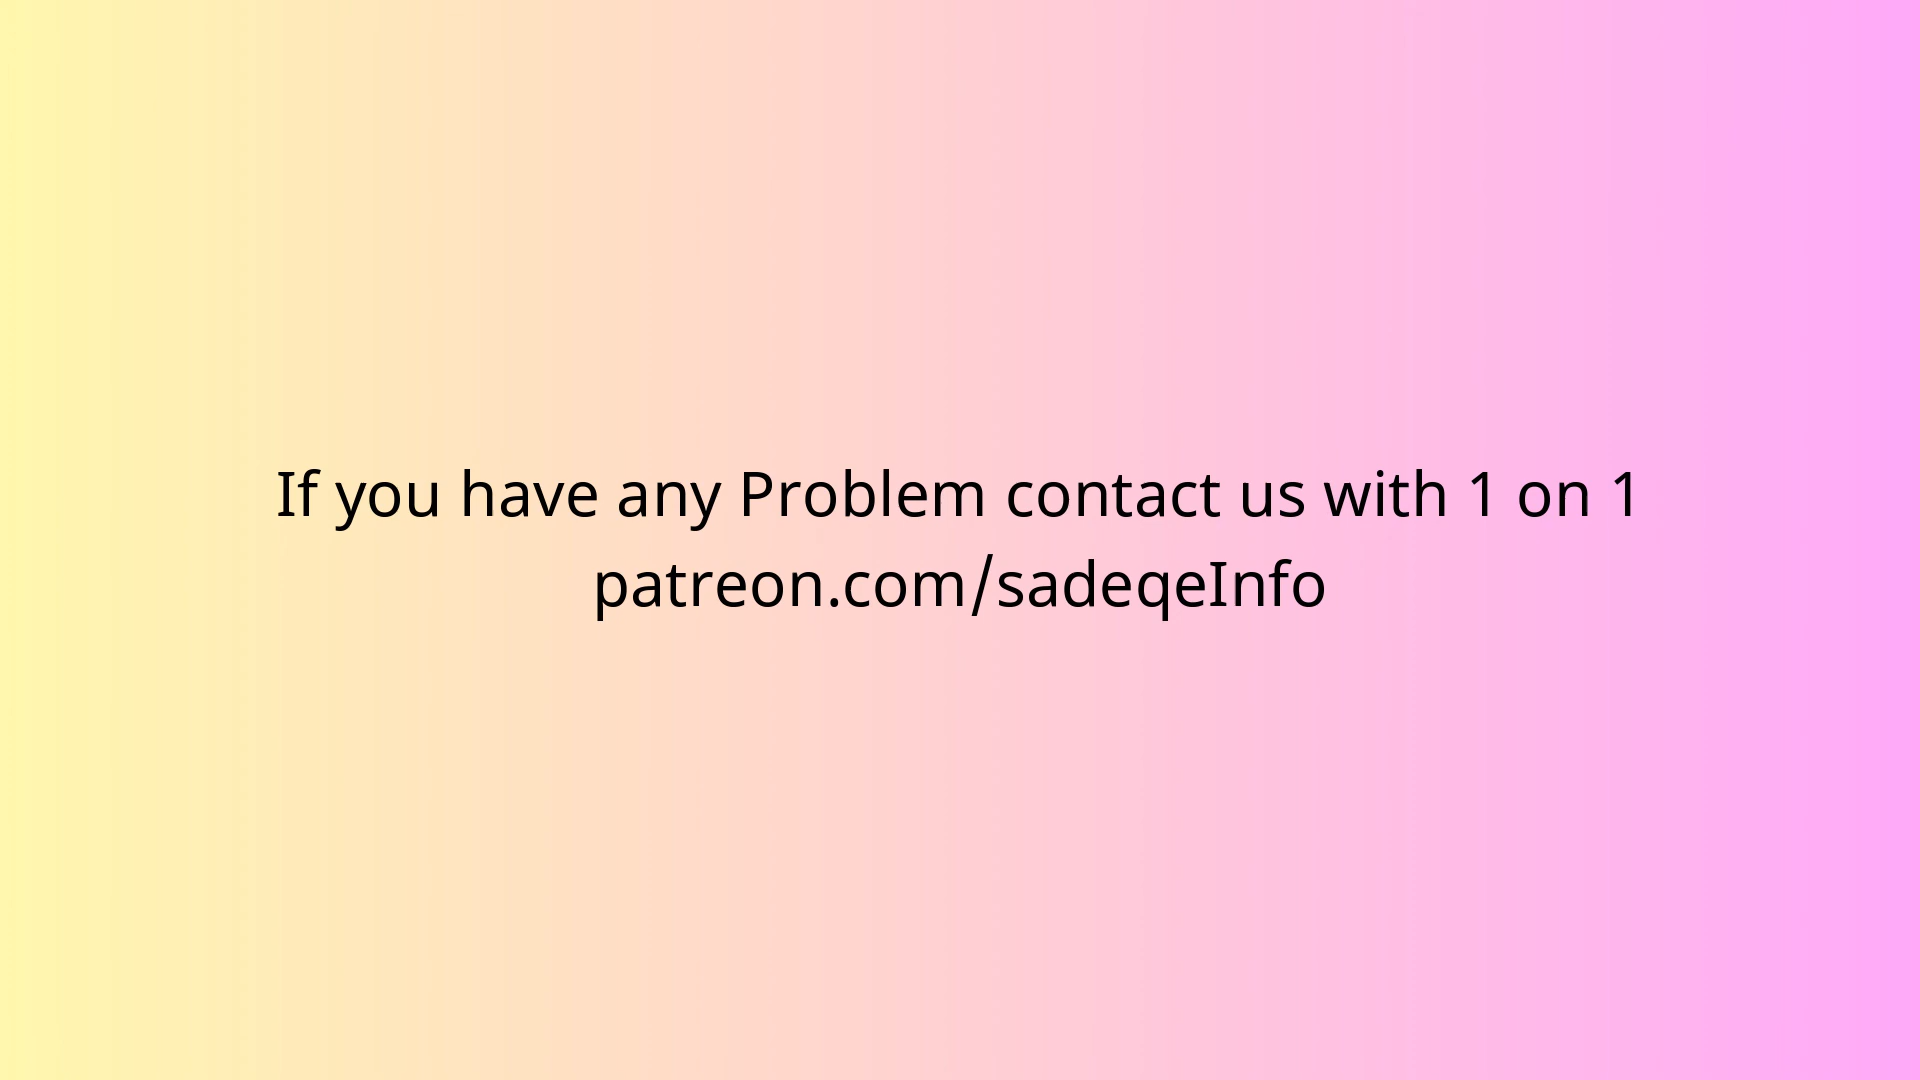 If you have any Problem contact us with 1 on 1
patreon.com/sadeqeInfo